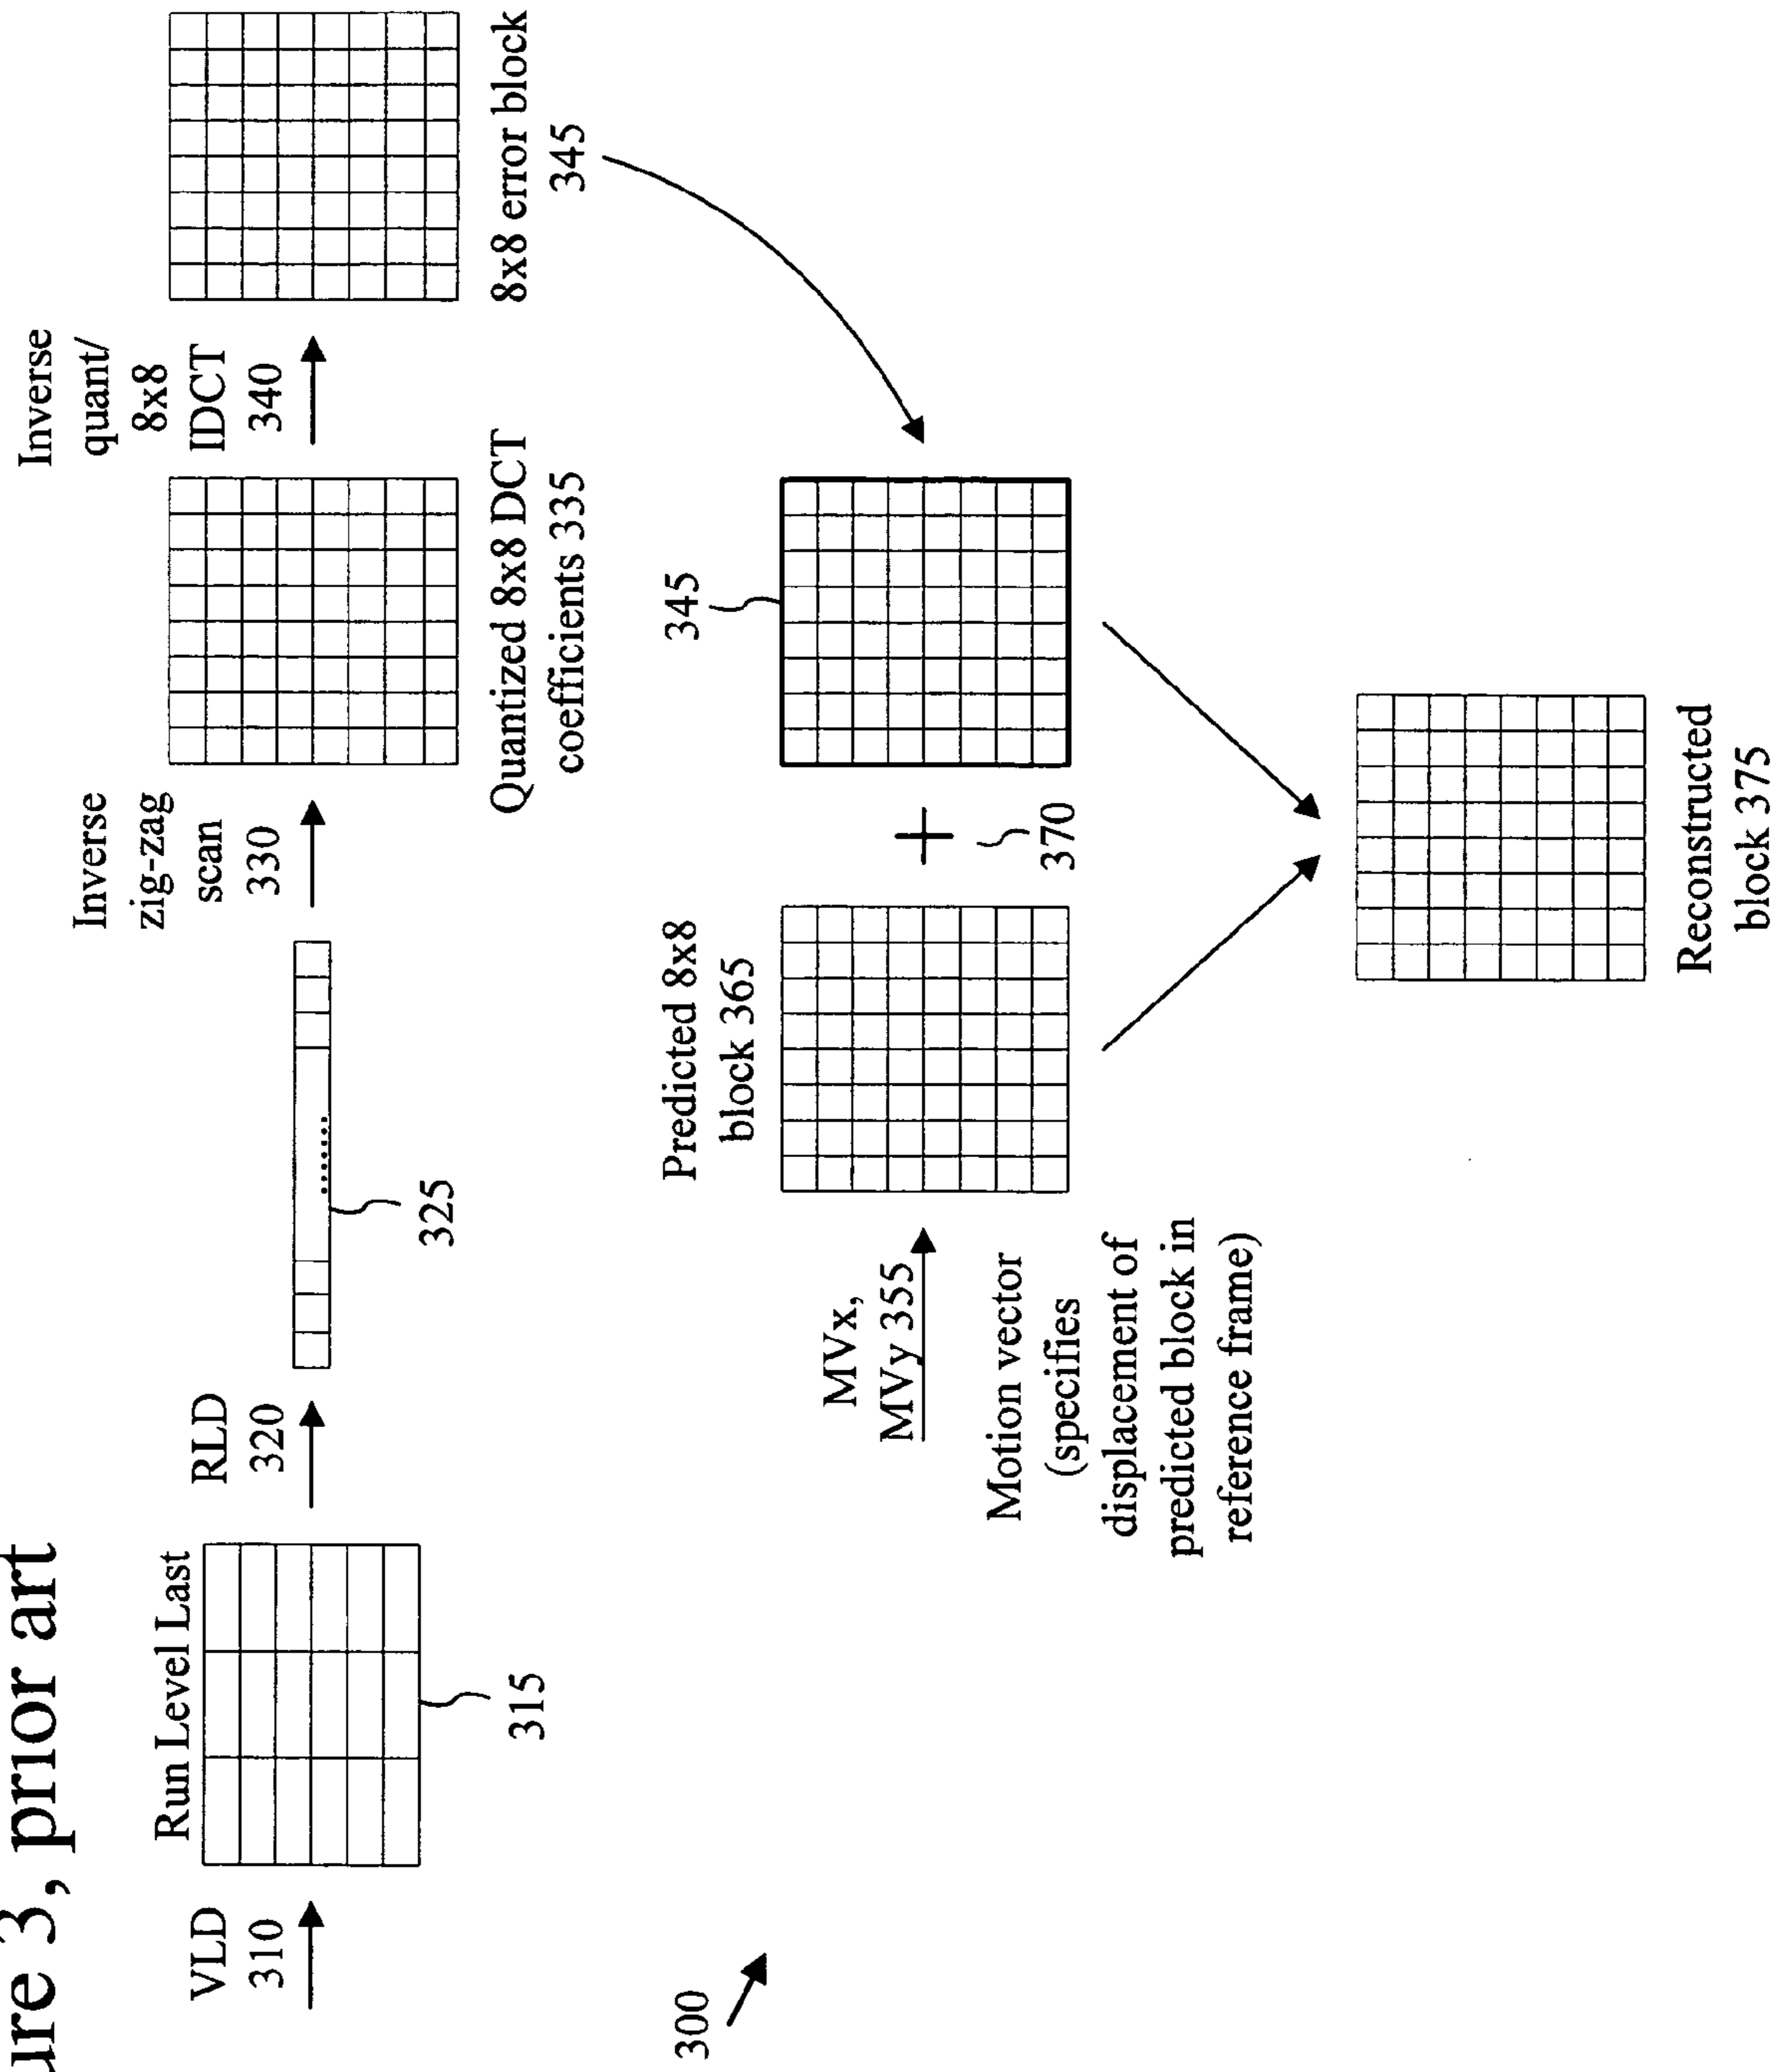 ure 3, prior art
VLD
310
Run Level Last
315
RLD
320
325
Inverse
zig-zag
scan
330
Quantized 8x8 DCT
coefficients 335
Inverse
quant/
8x8
IDCT
340
8x8 error block
345
MVx,
MVy 355
Motion vector
(specifies
displacement of
predicted block in
reference frame)
Predicted 8x8
block 365
+
370
345
Reconstructed
block 375
300